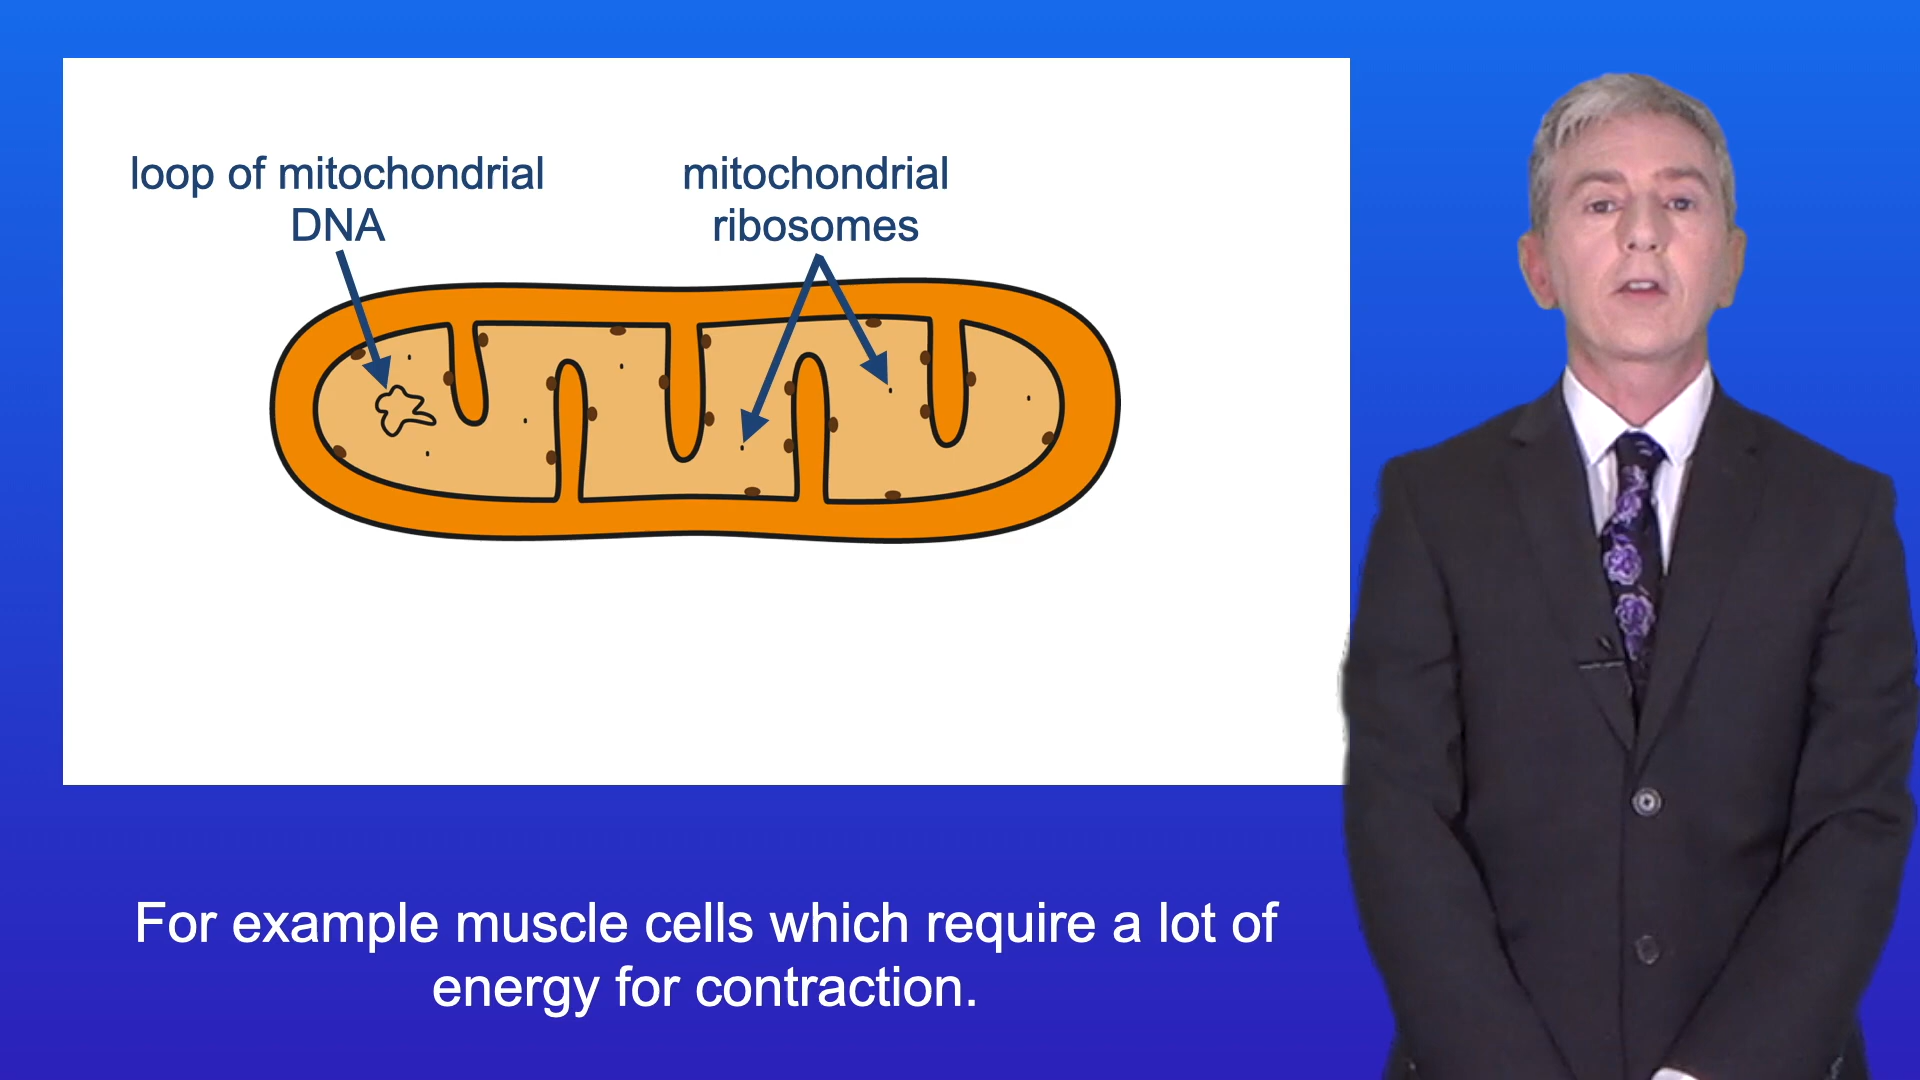 loop of mitochondrial
DNA
mitochondrial
ribosomes
For example muscle cells which require a lot of
energy for contraction.